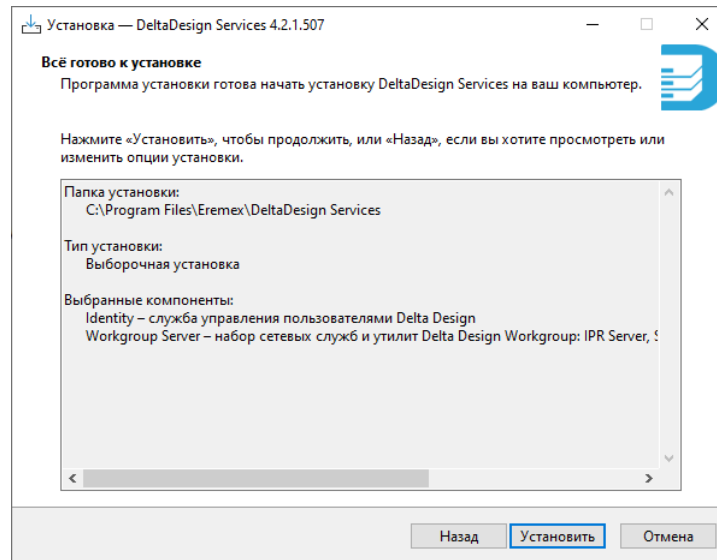 Установка — DeltaDesign Services 4.2.1.507
Всё готово к установке
Программа установки готова начать установку DeltaDesign Services на ваш компьютер.
Нажмите «Установить», чтобы продолжить, или «Назад», если вы хотите просмотреть или
изменить опции установки.
Папка установки:
C:\Program Files\Eremex\DeltaDesign Services
Тип установки:
Выборочная установка
Выбранные компоненты:
Identity – служба управления пользователями Delta Design
Workgroup Server – набор сетевых служб и утилит Delta Design Workgroup: IPR Server,
Назад
Установить
Отмена